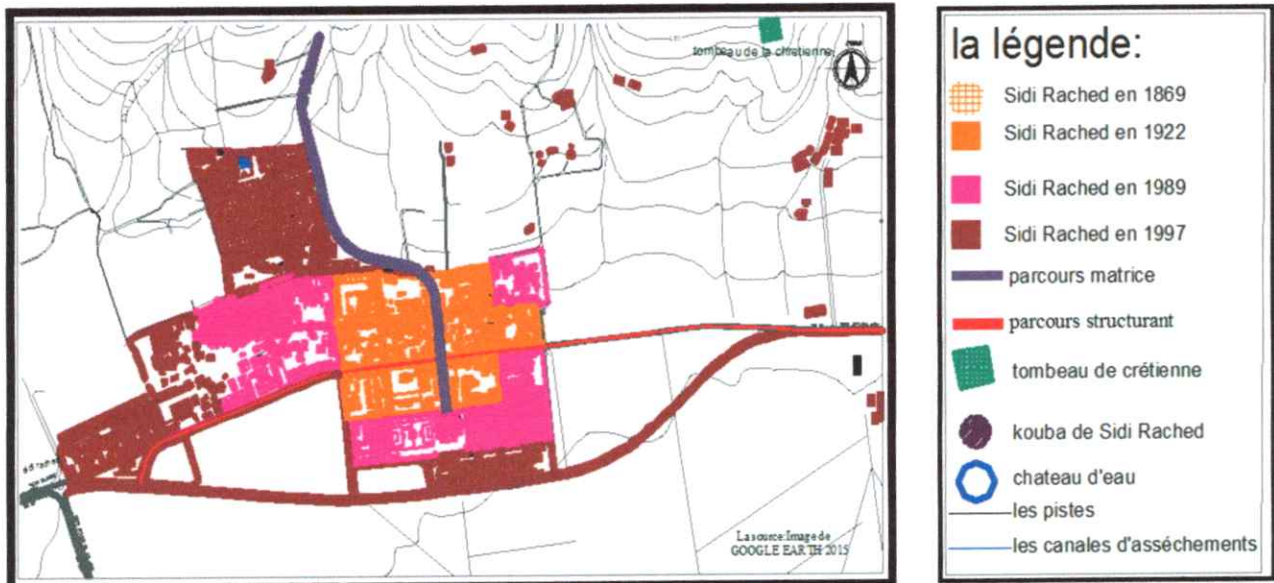 tombeau de la chretienne
La source:Image de
GOOGLE EARTH 2015
la légende:
Sidi Rached en 1869
Sidi Rached en 1922
Sidi Rached en 1989
Sidi Rached en 1997
parcours matrice
parcours structurant
tombeau de crétienne
kouba de Sidi Rached
chateau d'eau
les pistes
les canales d'asséchements